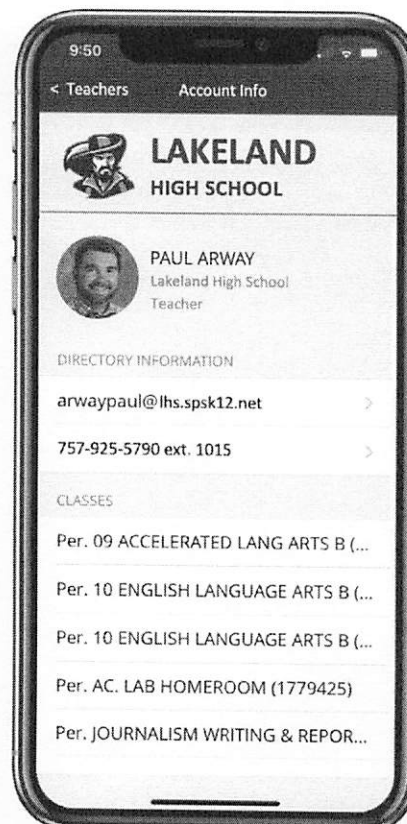 9:50
< Teachers Account Info
LAKELAND
HIGH SCHOOL
PAUL ARWAY
Lakeland High School
Teacher
DIRECTORY INFORMATION
arwaypaul@lhs.spsk12.net >
757-925-5790 ext. 1015 >
CLASSES
Per. 09 ACCELERATED LANG ARTS B (...
Per. 10 ENGLISH LANGUAGE ARTS B (...
Per. 10 ENGLISH LANGUAGE ARTS B (...
Per. AC. LAB HOMEROOM (1779425)
Per. JOURNALISM WRITING & REPOR...